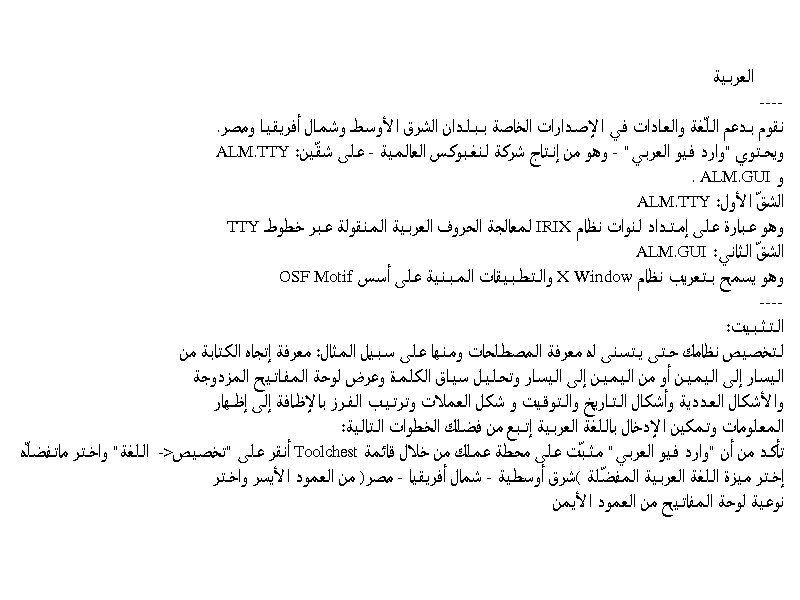 العربية
----
نقوم بدعم اللّغة والعادات في الإصدارات الخاصة ببلدان الشرق الأوسط وشمال أفريقيا ومصر.
ويحتوي "وارد فيو العربي" - وهو من إنتاج شركة لنغبوكس العالمية - على شقّين: ALM.TTY
و ALM.GUI .
الشقّ الأول: ALM.TTY
وهو عبارة على إمتداد لنوات نظام IRIX لمعالجة الحروف العربية المنقولة عبر خطوط TTY
الشقّ الثاني: ALM.GUI
وهو يسمح بتعريب نظام X Window والتطبيقات المبنية على أسس OSF Motif
----
التثبيت:
لتخصيص نظامك حتى يتسنى له معرفة المصطلحات ومنها على سبيل المثال: معرفة إتجاه الكتابة من
اليسار إلى اليمين أو من اليمين إلى اليسار وتحليل سياق الكلمة وعرض لوحة المفاتيح المزدوجة
والأشكال العددية وأشكال التاريخ والتوقيت و شكل العملات وترتيب الفرز بالإظافة إلى إظهار
المعلومات وتمكين الإدخال باللغة العربية إتبع من فضلك الخطوات التالية:
تأكد من أن "وارد فيو العربي" مثبّت على محطة عملك من خلال قائمة Toolchest أنقر على "تخصيص-> اللغة" واختر ماتفضلّه
إختر ميزة اللغة العربية المفضّلة )شرق أوسطية - شمال أفريقيا - مصر( من العمود الأيسر واختر
نوعية لوحة المفاتيح من العمود الأيمن